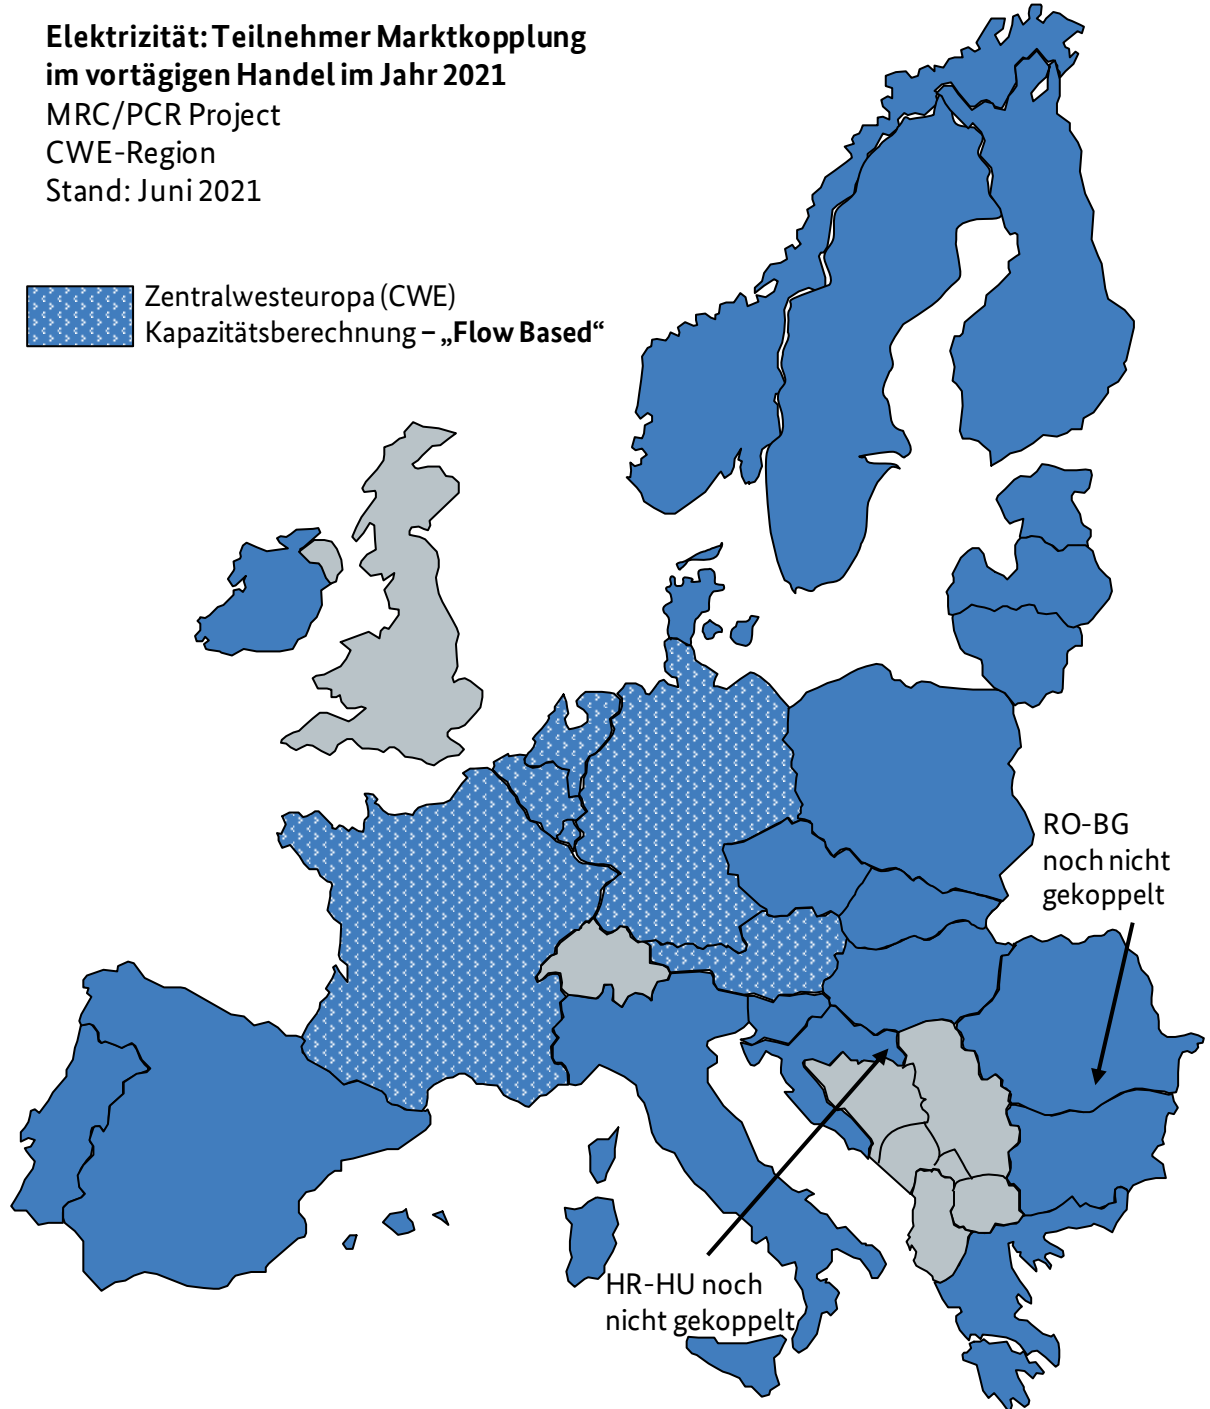 Elektrizität: Teilnehmer Marktkopplung
im vortägigen Handel im Jahr 2021
MRC/PCR Project
CWE-Region
Stand: Juni 2021
Zentralwesteuropa (CWE)
Kapazitätsberechnung – „Flow Based“
RO-BG
noch nicht
gekoppelt
HR-HU noch
nicht gekoppelt